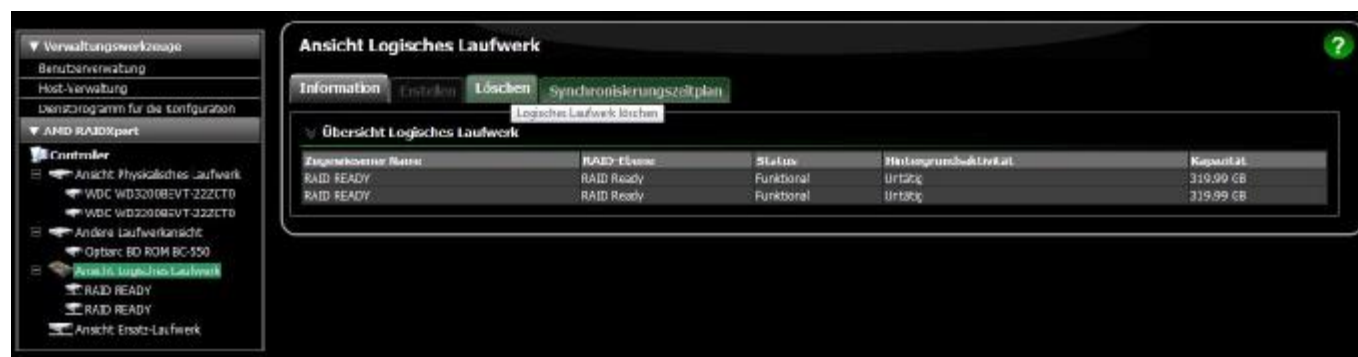 Verwaltungswerkzeuge
Benutzerverwaltung
Host-Verwaltung
Dienstprogramm für die Konfiguration
AMD RAIDXpert
Controller
Ansicht Physikalisches Laufwerk
WDC WD3200BEVT-22ZCT0
WDC WD3200BEVT-22ZCT0
Andere Laufwerkansicht
Optiarc BD ROM BC-550
Ansicht Logisches Laufwerk
RAID READY
RAID READY
Ansicht Ersatz-Laufwerk
Ansicht Logisches Laufwerk
?
Information Erstellen Löschen Synchronisierungszeitplan
Logisches Laufwerk löschen
Übersicht Logisches Laufwerk
Zugewiesener Name RAID-Ebene Status Hintergrundsaktivität Kapazität
RAID READY RAID Ready Funktional Untätig 319.99 GB
RAID READY RAID Ready Funktional Untätig 319.99 GB